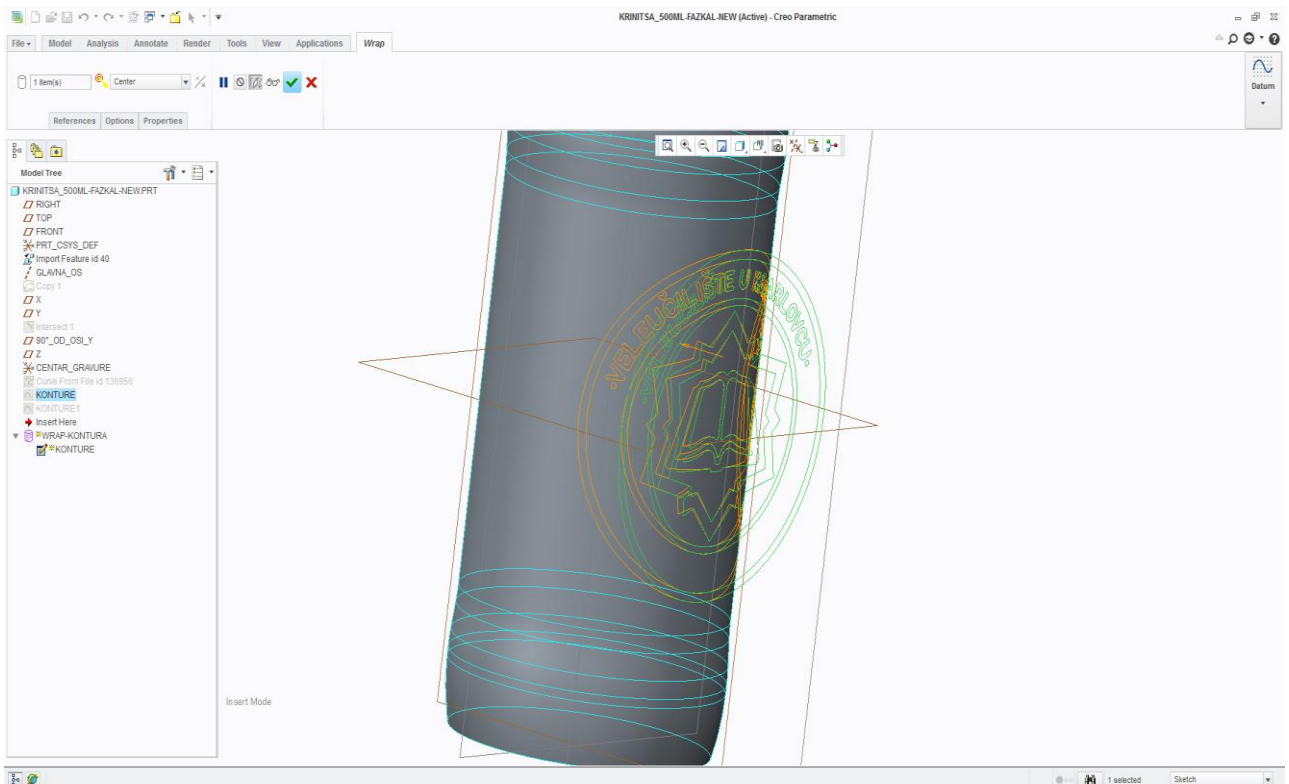 KRINITSA_500ML-FAZKAL-NEW (Active) - Creo Parametric
File Model Analysis Annotate Render Tools View Applications Wrap
1 item(s) Center
Datum
References Options Properties
Model Tree
KRINITSA_500ML-FAZKAL-NEW.PRT
RIGHT
TOP
FRONT
PRT_CSYS_DEF
Import Feature id 40
GLAVNA_OS
Copy 1
X
Y
Intersect 1
90°_OD_OSI_Y
Z
CENTAR_GRAVURE
Curve From File id 135956
KONTURE
KONTURE1
Insert Here
WRAP-KONTURA
KONTURE
·VELEUČILIŠTE U KARLOVCU·
Insert Mode
1 selected Sketch